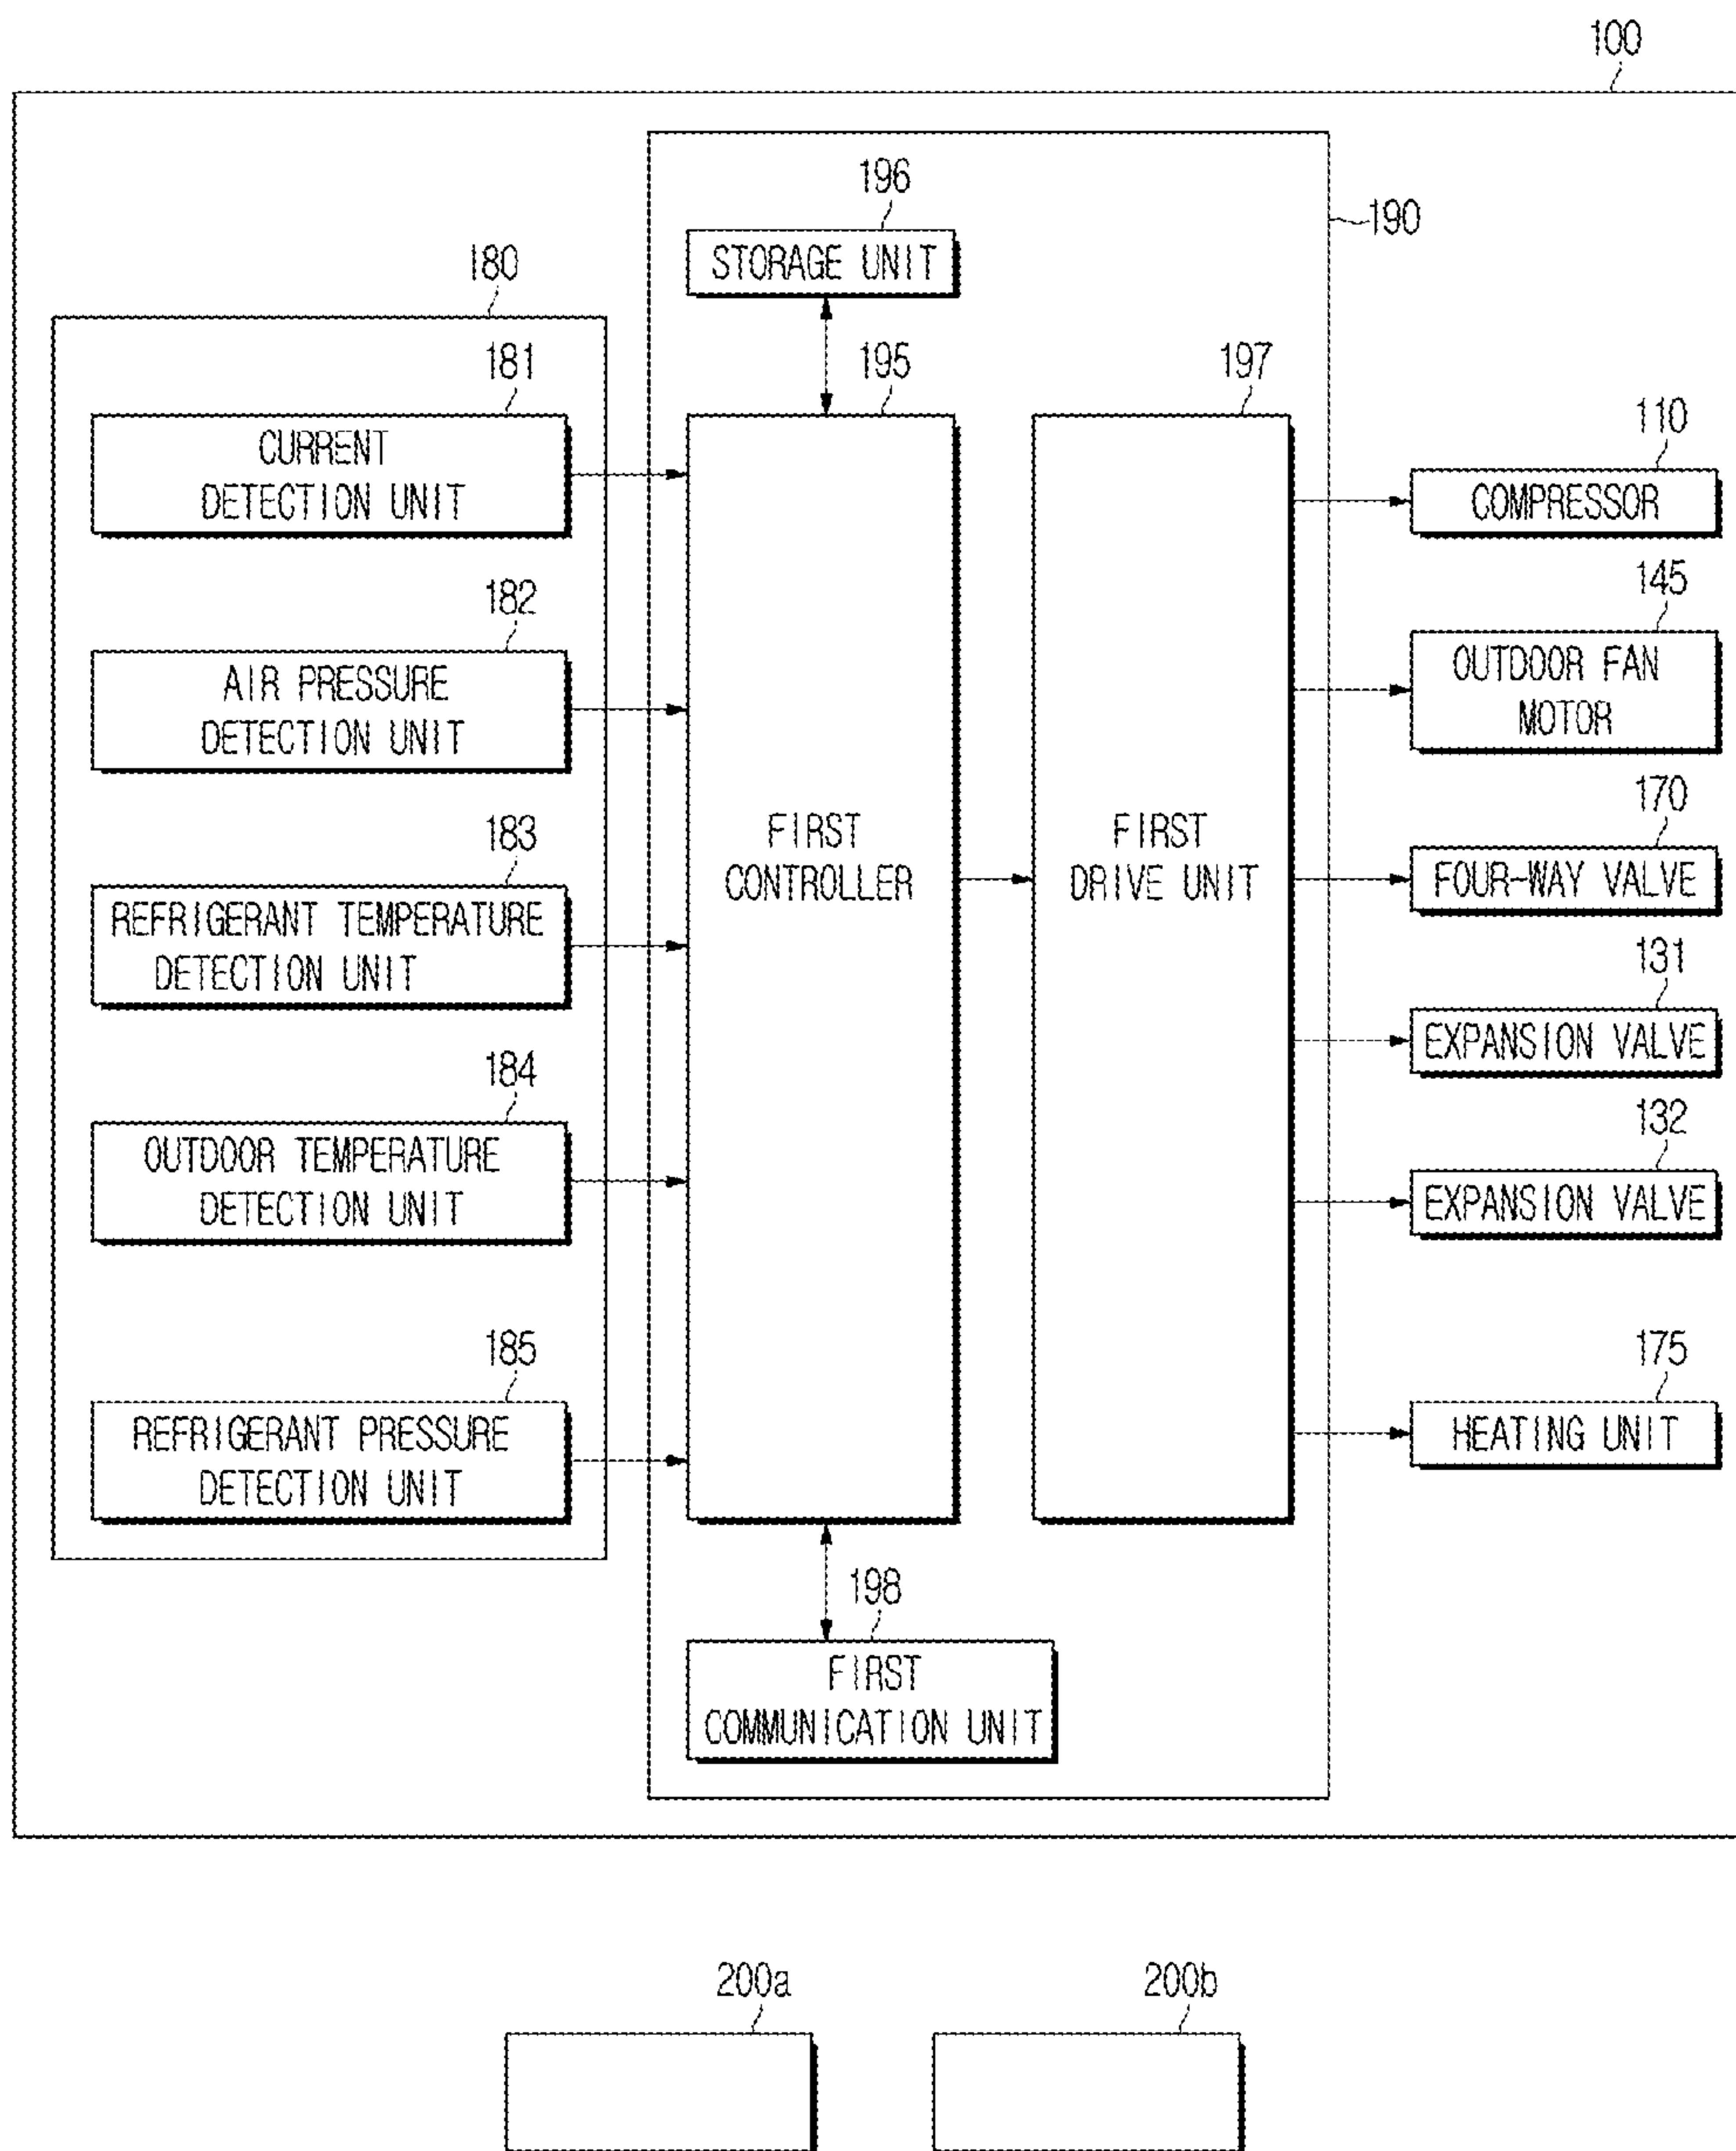 100
196
190
STORAGE UNIT
180
181
195
197
CURRENT
DETECTION UNIT
110
COMPRESSOR
182
AIR PRESSURE
DETECTION UNIT
145
OUTDOOR FAN
MOTOR
183
REFRIGERANT TEMPERATURE
DETECTION UNIT
FIRST
CONTROLLER
FIRST
DRIVE UNIT
170
FOUR-WAY VALVE
131
EXPANSION VALVE
184
OUTDOOR TEMPERATURE
DETECTION UNIT
132
EXPANSION VALVE
185
REFRIGERANT PRESSURE
DETECTION UNIT
175
HEATING UNIT
198
FIRST
COMMUNICATION UNIT
200a
200b